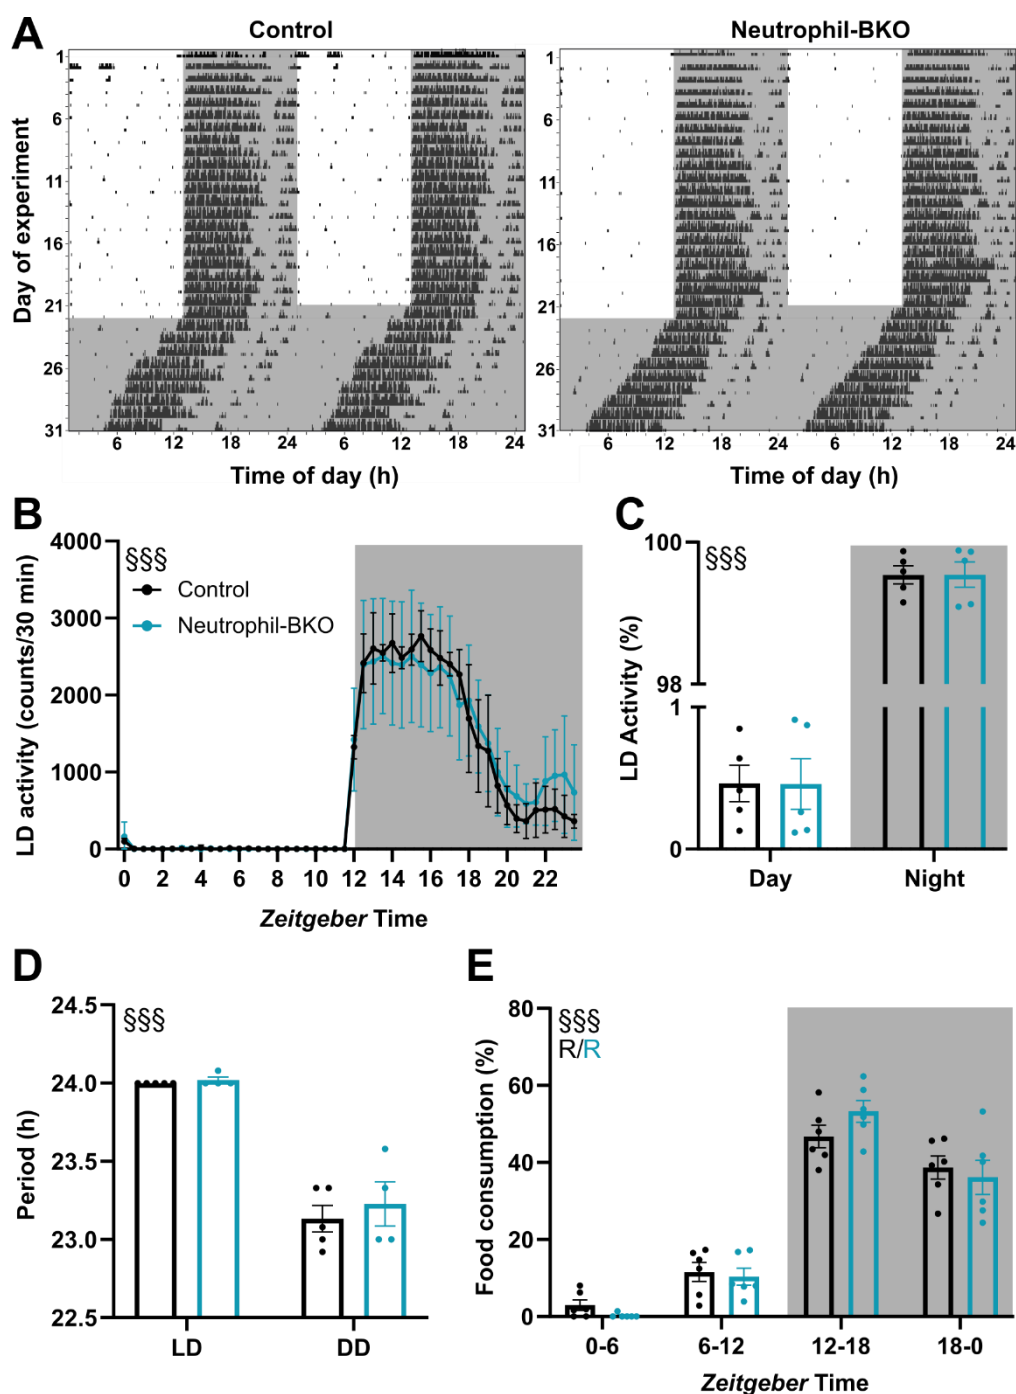 A
Control
Neutrophil-BKO
Day of experiment
1
6
11
16
21
26
31
6 12 18 24 6 12 18 24
1
6
11
16
21
26
31
6 12 18 24 6 12 18 24
Time of day (h)
Time of day (h)
B
LD activity (counts/30 min)
4000
3000
2000
1000
0
§§§
Control
Neutrophil-BKO
0 2 4 6 8 10 12 14 16 18 20 22
Zeitgeber Time
C
LD Activity (%)
100
98
1
0
§§§
Day Night
D
Period (h)
24.5
24.0
23.5
23.0
22.5
§§§
LD DD
E
Food consumption (%)
80
60
40
20
0
§§§
R/R
0-6 6-12 12-18 18-0
Zeitgeber Time